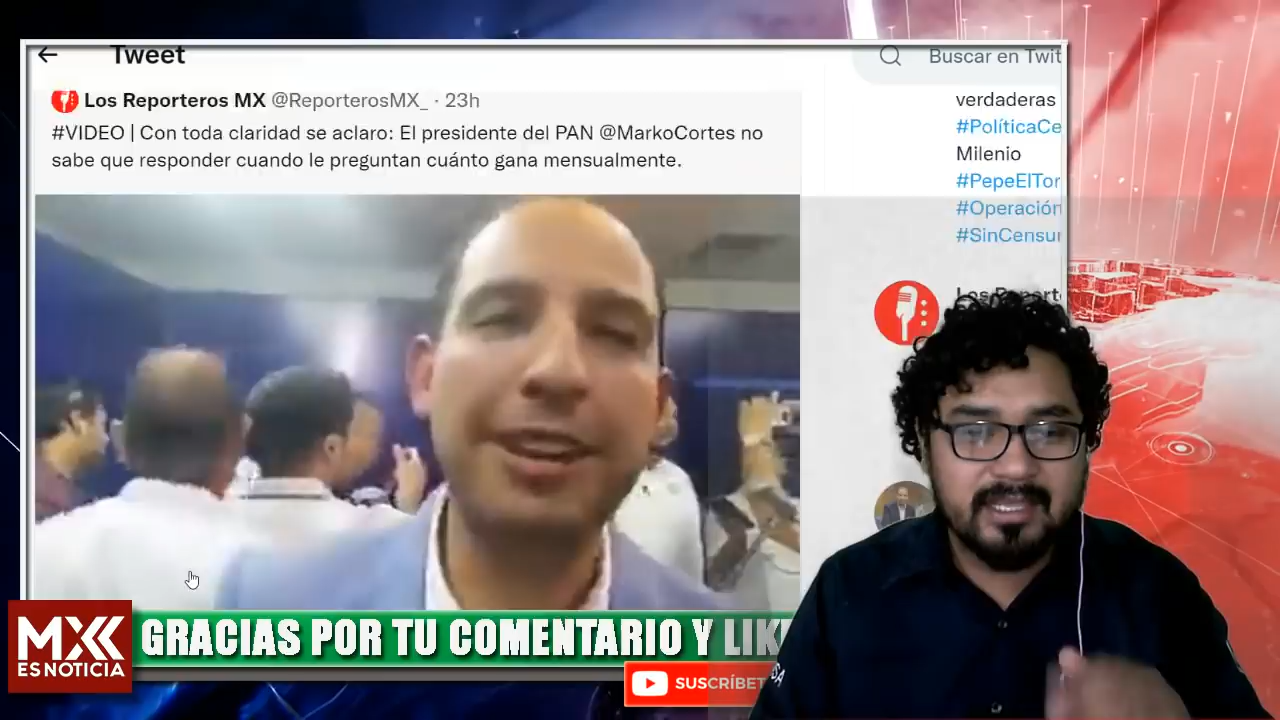 Tweet
Buscar en Twit
Los Reporteros MX @ReporterosMX_ · 23h
#VIDEO | Con toda claridad se aclaro: El presidente del PAN @MarkoCortes no
sabe que responder cuando le preguntan cuánto gana mensualmente.
verdaderas
#PolíticaCe
Milenio
#PepeElTor
#Operación
#SinCensur
Los Report
MX
ES NOTICIA
GRACIAS POR TU COMENTARIO Y LIK
SUSCRÍBET